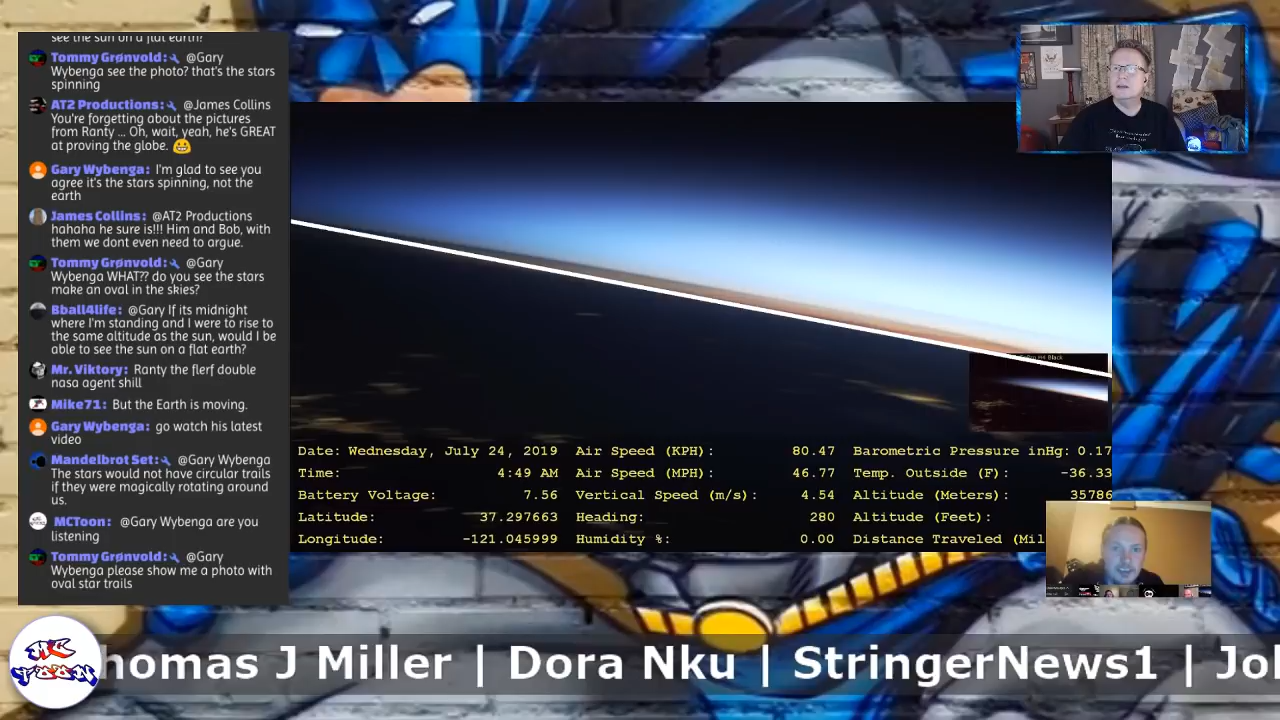 see the sun on a flat earth?
Tommy Grønvold: @Gary
Wybenga see the photo? that's the stars
spinning
AT2 Productions: @James Collins
You're forgetting about the pictures
from Ranty ... Oh, wait, yeah, he's GREAT
at proving the globe. 😀
Gary Wybenga: I'm glad to see you
agree it's the stars spinning, not the
earth
James Collins: @AT2 Productions
hahaha he sure is!!! Him and Bob, with
them we dont even need to argue.
Tommy Grønvold: @Gary
Wybenga WHAT?? do you see the stars
make an oval in the skies?
Bball4life: @Gary If its midnight
where I'm standing and I were to rise to
the same altitude as the sun, would I be
able to see the sun on a flat earth?
Mr. Viktory: Ranty the flerf double
nasa agent shill
Mike71: But the Earth is moving.
Gary Wybenga: go watch his latest
video
Mandelbrot Set: @Gary Wybenga
The stars would not have circular trails
if they were magically rotating around
us.
MCToon: @Gary Wybenga are you
listening
Tommy Grønvold: @Gary
Wybenga please show me a photo with
oval star trails
Black
Date: Wednesday, July 24, 2019 Air Speed (KPH): 80.47 Barometric Pressure inHg: 0.17
Time: 4:49 AM Air Speed (MPH): 46.77 Temp. Outside (F): -36.33
Battery Voltage: 7.56 Vertical Speed (m/s): 4.54 Altitude (Meters): 35786
Latitude: 37.297663 Heading: 280 Altitude (Feet):
Longitude: -121.045999 Humidity %: 0.00 Distance Traveled (Mil
MC TOON
homas J Miller | Dora Nku | StringerNews1 | Jol